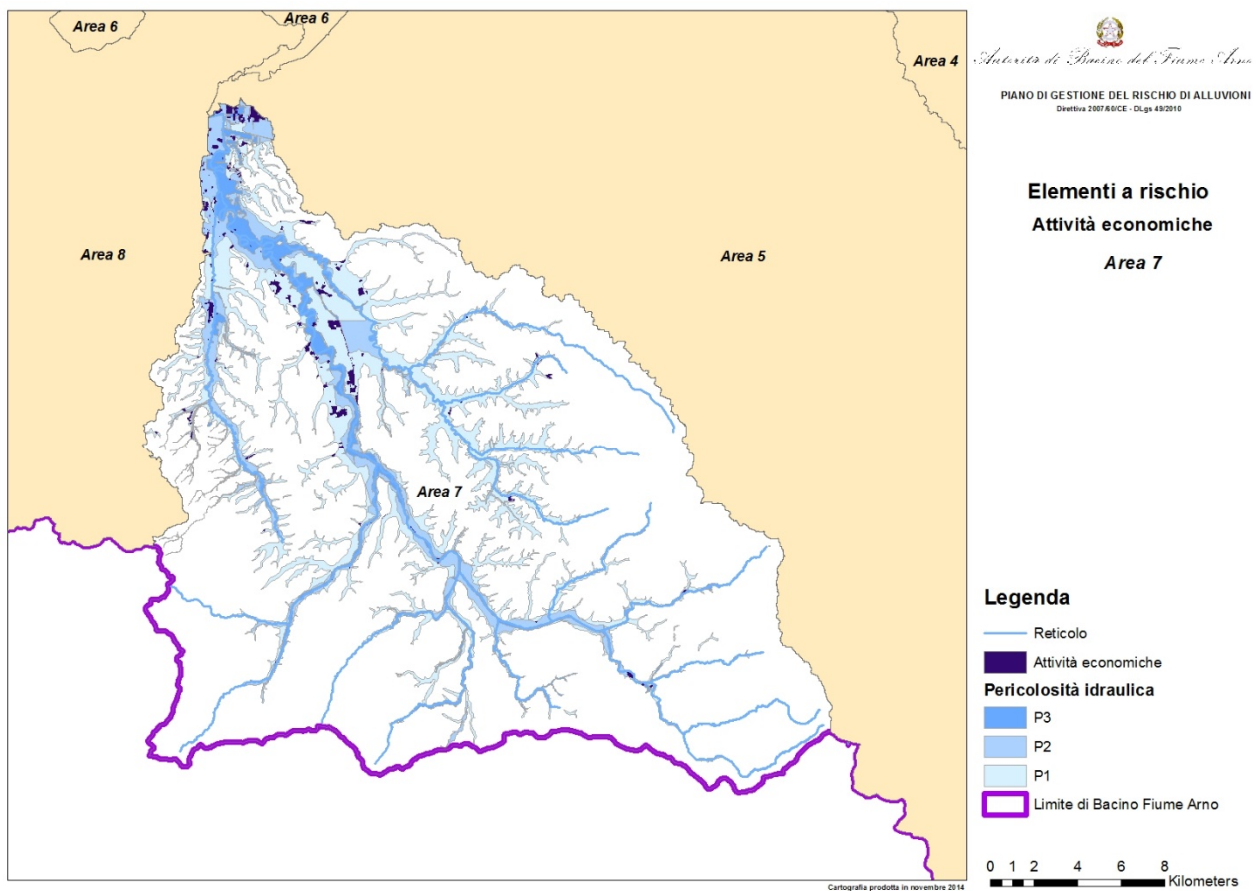 Area 6
Area 6
Area 4
Area 8
Area 5
Area 7
Autorità di Bacino del Fiume Arno
PIANO DI GESTIONE DEL RISCHIO DI ALLUVIONI
Direttiva 2007/60/CE - DLgs 49/2010
Elementi a rischio
Attività economiche
Area 7
Legenda
Reticolo
Attività economiche
Pericolosità idraulica
P3
P2
P1
Limite di Bacino Fiume Arno
0 1 2 4 6 8
Kilometers
Cartografia prodotta in novembre 2014